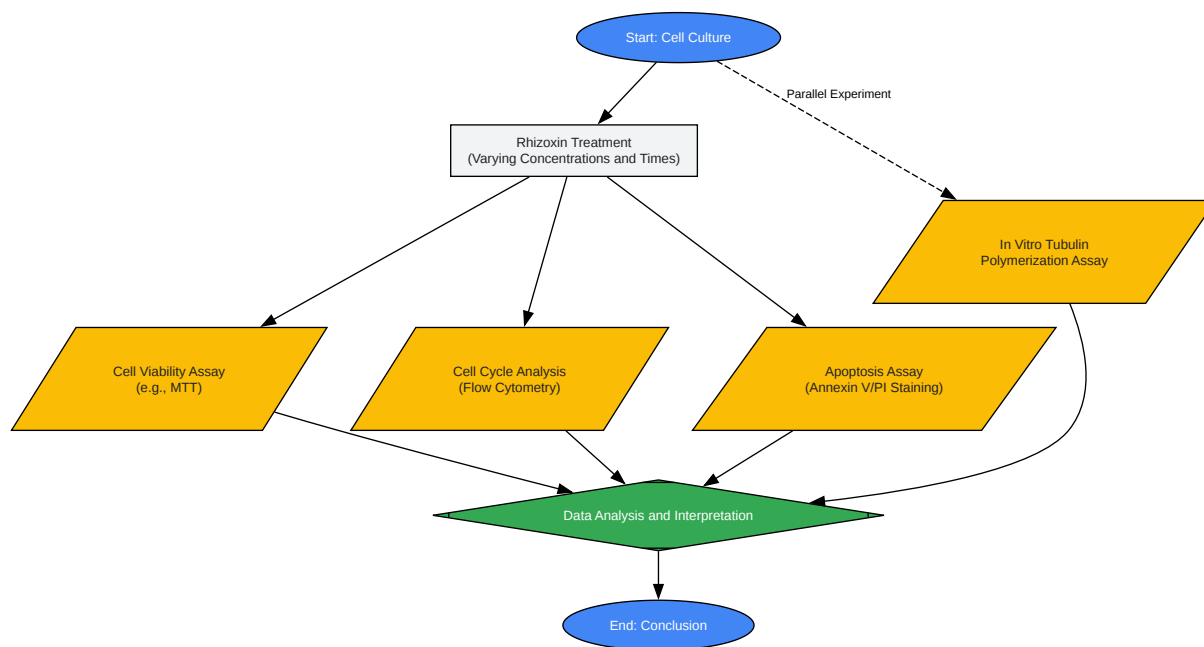 Start: Cell Culture
Parallel Experiment
Rhizoxin Treatment
(Varying Concentrations and Times)
In Vitro Tubulin
Polymerization Assay
Cell Viability Assay
(e.g., MTT)
Cell Cycle Analysis
(Flow Cytometry)
Apoptosis Assay
(Annexin V/PI Staining)
Data Analysis and Interpretation
End: Conclusion